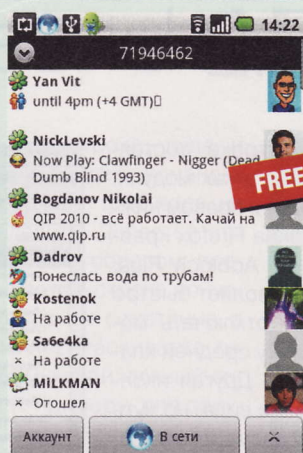 14:22
71946462
Yan Vit
until 4pm (+4 GMT)
NickLevski
Now Play: Clawfinger - Nigger (Dead
Dumb Blind 1993)
FREE
Bogdanov Nikolai
QIP 2010 - всё работает. Качай на
www.qip.ru
Dadrov
Понеслась вода по трубам!
Kostenok
На работе
Sa6e4ka
На работе
MiLKMAN
Отошел
Аккаунт
В сети